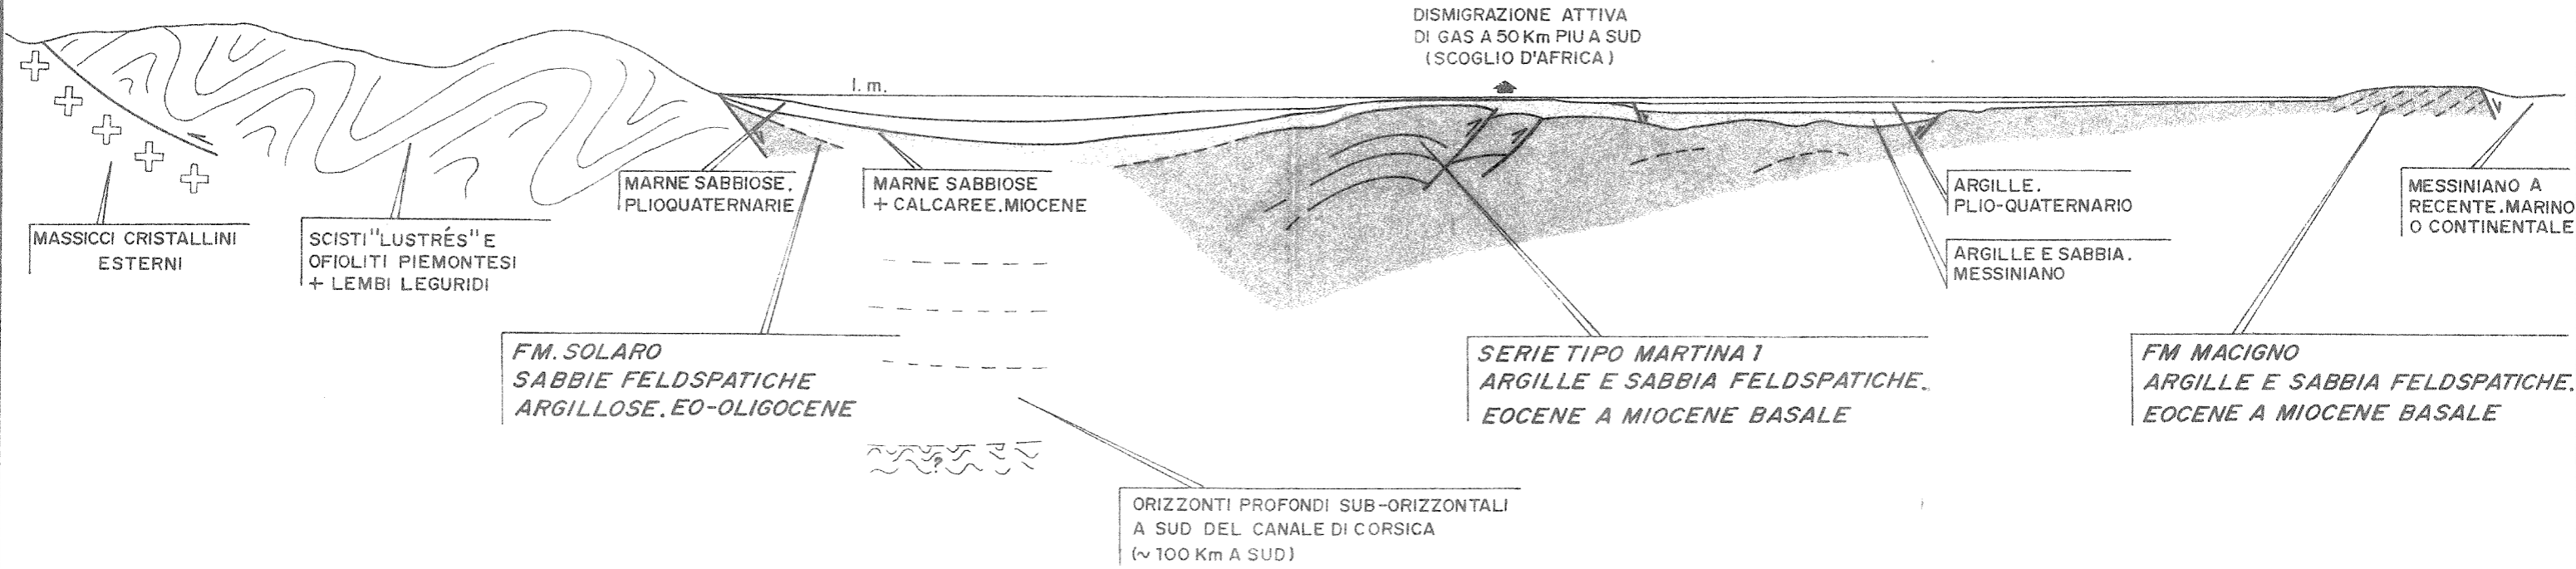 DISMIGRAZIONE ATTIVA
DI GAS A 50 Km PIU A SUD
(SCOGLIO D'AFRICA)
l. m.
MASSICCI CRISTALLINI
ESTERNI
SCISTI "LUSTRÉS" E
OFIOLITI PIEMONTESI
+ LEMBI LEGURIDI
MARNE SABBIOSE.
PLIOQUATERNARIE
MARNE SABBIOSE
+ CALCAREE.MIOCENE
ARGILLE.
PLIO-QUATERNARIO
ARGILLE E SABBIA.
MESSINIANO
MESSINIANO A
RECENTE.MARINO
O CONTINENTALE
FM. SOLARO
SABBIE FELDSPATICHE
ARGILLOSE. EO-OLIGOCENE
SERIE TIPO MARTINA 1
ARGILLE E SABBIA FELDSPATICHE.
EOCENE A MIOCENE BASALE
FM MACIGNO
ARGILLE E SABBIA FELDSPATICHE.
EOCENE A MIOCENE BASALE
?
ORIZZONTI PROFONDI SUB-ORIZZONTALI
A SUD DEL CANALE DI CORSICA
(~ 100 Km A SUD)